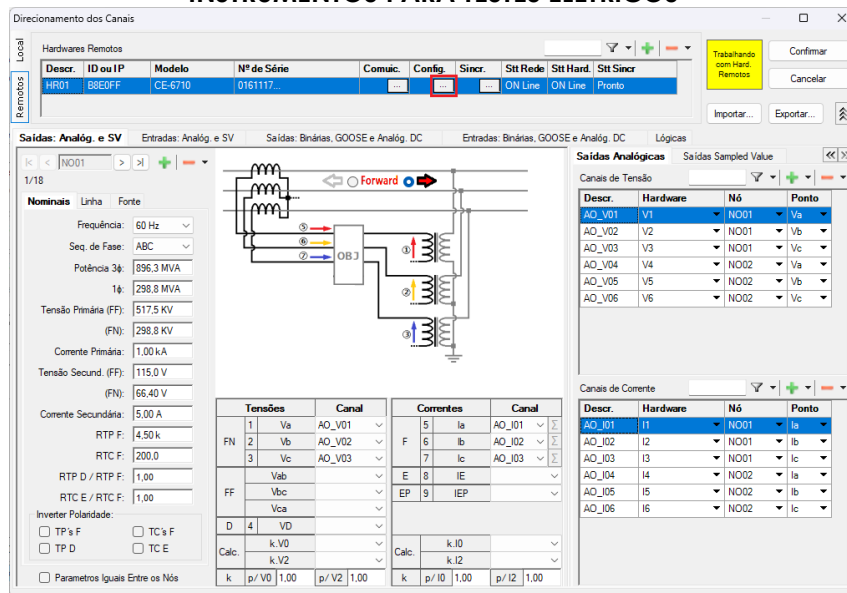 Direcionamento dos Canais
Local
Remotos
Hardwares Remotos
Descr. ID ou IP Modelo Nº de Série Comuic. Config. Sincr. Stt Rede Stt Hard. Stt Sincr
HR01 B8E0FF CE-6710 0161117... ... ... ... ON Line ON Line Pronto
Trabalhando
com Hard.
Remotos
Confirmar
Cancelar
Importar... Exportar...
Saídas: Analóg. e SV Entradas: Analóg. e SV Saídas: Binárias, GOOSE e Analóg. DC Entradas: Binárias, GOOSE e Analóg. DC Lógicas
NO01
1/18
Nominais Linha Fonte
Frequência: 60 Hz
Seq. de Fase: ABC
Potência 3ϕ: 896,3 MVA
1ϕ: 298,8 MVA
Tensão Primária (FF): 517,5 KV
(FN): 298,8 KV
Corrente Primária: 1,00 kA
Tensão Secund. (FF): 115,0 V
(FN): 66,40 V
Corrente Secundária: 5,00 A
RTP F: 4,50 k
RTC F: 200,0
RTP D / RTP F: 1,00
RTC E / RTC F: 1,00
Inverter Polaridade:
TP's F TC's F
TP D TC E
Parametros Iguais Entre os Nós
Forward
⑤
⑥
⑦
OBJ
①
②
③
Tensões Canal
FN
1 Va AO_V01
2 Vb AO_V02
3 Vc AO_V03
FF
Vab
Vbc
Vca
D 4 VD
Calc.
k.V0
k.V2
k p/ V0 1,00 p/ V2 1,00
Correntes Canal
F
5 Ia AO_I01 Σ
6 Ib AO_I02 Σ
7 Ic AO_I03 Σ
E 8 IE
EP 9 IEP
Calc.
k.I0
k.I2
k p/ I0 1,00 p/ I2 1,00
Saídas Analógicas Saídas Sampled Value
Canais de Tensão
Descr. Hardware Nó Ponto
AO_V01 V1 NO01 Va
AO_V02 V2 NO01 Vb
AO_V03 V3 NO01 Vc
AO_V04 V4 NO02 Va
AO_V05 V5 NO02 Vb
AO_V06 V6 NO02 Vc
Canais de Corrente
Descr. Hardware Nó Ponto
AO_I01 I1 NO01 Ia
AO_I02 I2 NO01 Ib
AO_I03 I3 NO01 Ic
AO_I04 I4 NO02 Ia
AO_I05 I5 NO02 Ib
AO_I06 I6 NO02 Ic